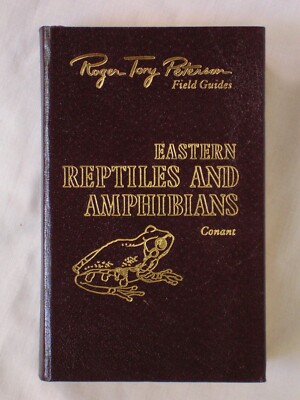 Roger Tory Peterson
Field Guides
EASTERN
REPTILES AND
AMPHIBIANS
Conant